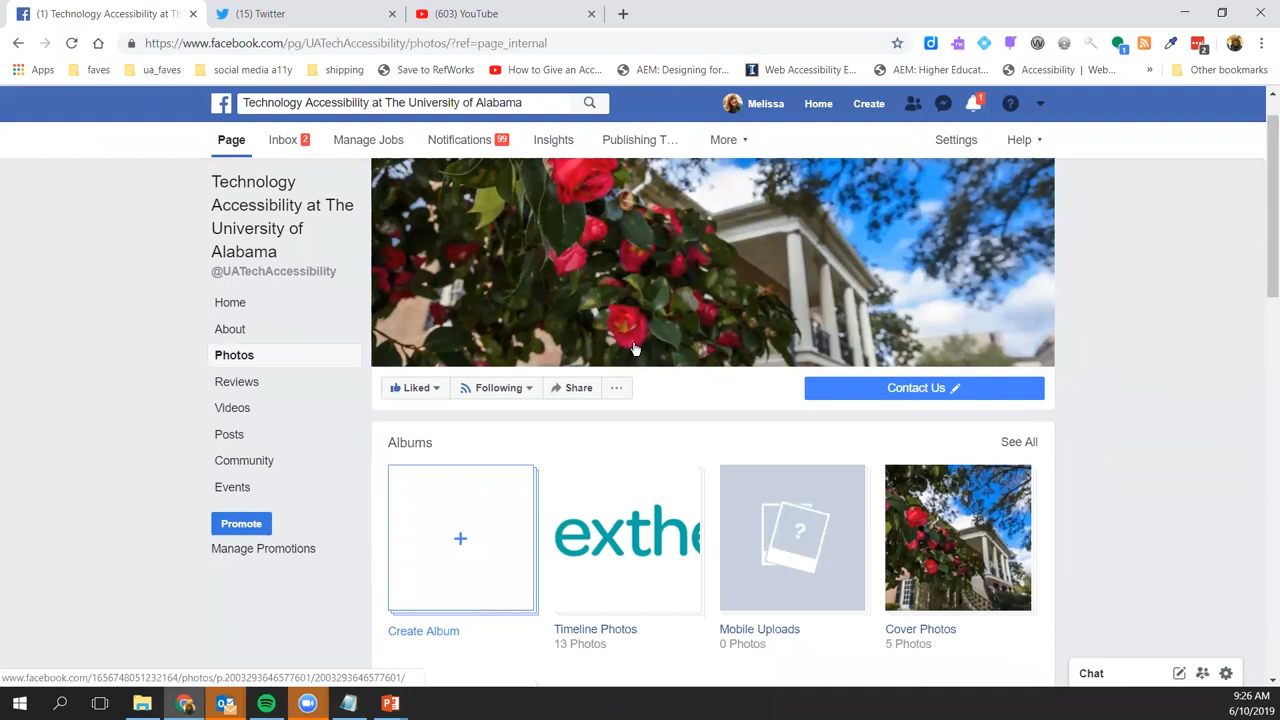 (1) Technology Accessibility at T
(15) Twitter
(603) YouTube
https://www.facebook.com/pg/UATechAccessibility/photos/?ref=page_internal
1
2
Apps
faves
ua_faves
social media a11y
shipping
Save to RefWorks
How to Give an Acc...
AEM: Designing for...
Web Accessibility E...
AEM: Higher Educat...
Accessibility | Web...
»
Other bookmarks
Technology Accessibility at The University of Alabama
Melissa
Home
Create
1
Page
Inbox 2
Manage Jobs
Notifications 99
Insights
Publishing T...
More
Settings
Help
Technology
Accessibility at The
University of
Alabama
@UATechAccessibility
Home
About
Photos
Reviews
Videos
Posts
Community
Events
Promote
Manage Promotions
Liked
Following
Share
...
Contact Us
Albums
See All
+
Create Album
exthe
Timeline Photos
13 Photos
?
Mobile Uploads
0 Photos
Cover Photos
5 Photos
Chat
www.facebook.com/1656748051232164/photos/p.2003293646577601/2003293646577601/
9:26 AM
6/10/2019